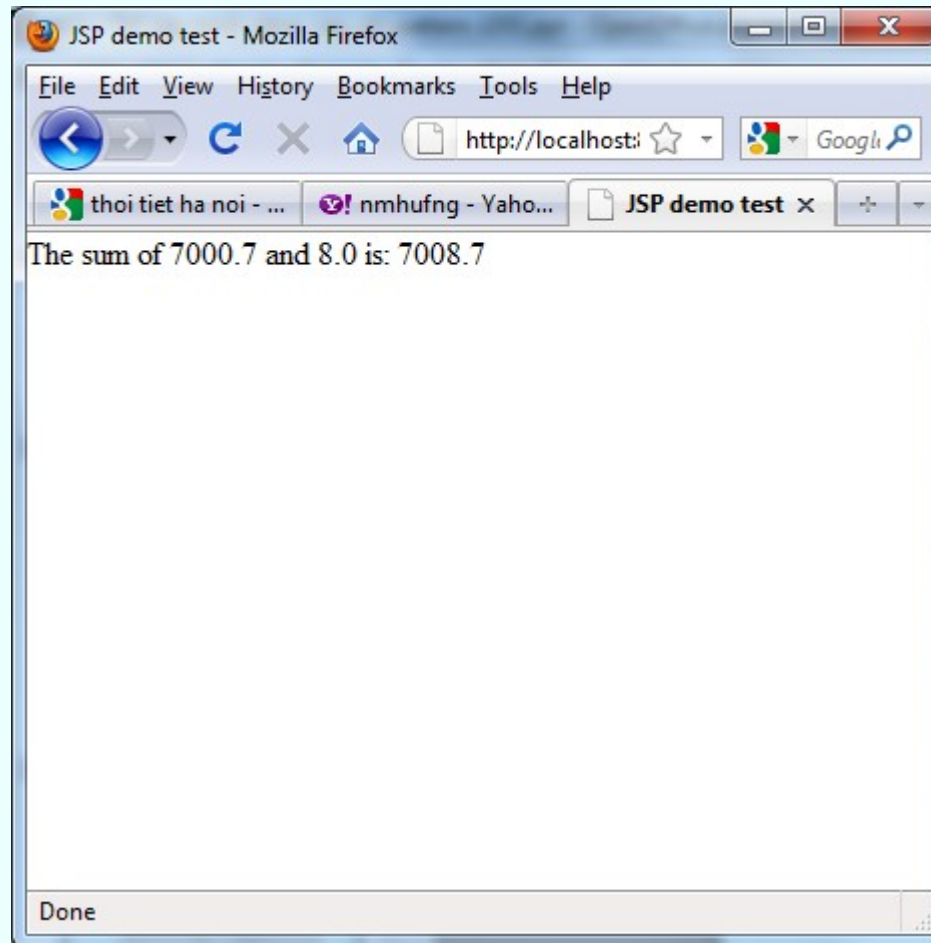 JSP demo test - Mozilla Firefox
File Edit View History Bookmarks Tools Help
http://localhost: Google
thoi tiet ha noi - ... nmhufng - Yaho... JSP demo test
The sum of 7000.7 and 8.0 is: 7008.7
Done